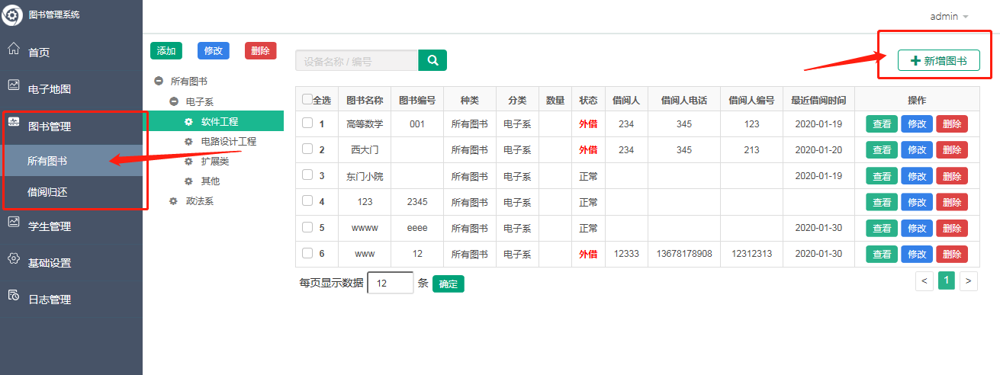 图书管理系统
admin
首页
电子地图
图书管理
所有图书
借阅归还
学生管理
基础设置
日志管理
添加 修改 删除
所有图书
电子系
软件工程
电路设计工程
扩展类
其他
政法系
设备名称 / 编号
新增图书
全选 图书名称 图书编号 种类 分类 数量 状态 借阅人 借阅人电话 借阅人编号 最近借阅时间 操作
1 高等数学 001 所有图书 电子系 外借 234 345 123 2020-01-19 查看 修改 删除
2 西大门 所有图书 电子系 外借 234 345 213 2020-01-20 查看 修改 删除
3 东门小院 所有图书 电子系 正常 2020-01-19 查看 修改 删除
4 123 2345 所有图书 电子系 正常 查看 修改 删除
5 wwww eeee 所有图书 电子系 正常 2020-01-30 查看 修改 删除
6 www 12 所有图书 电子系 外借 12333 13678178908 12312313 2020-01-30 查看 修改 删除
每页显示数据 12 条 确定
< 1 >